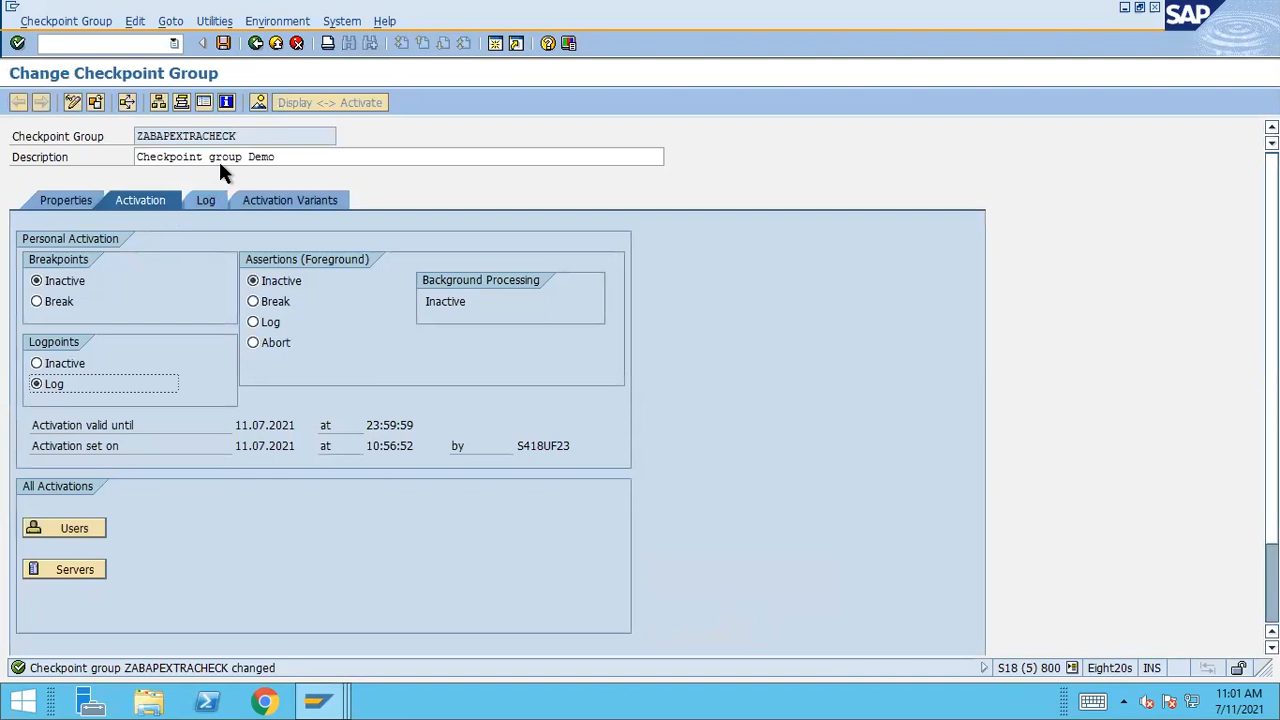 Checkpoint Group Edit Goto Utilities Environment System Help
SAP
Change Checkpoint Group
Display <-> Activate
Checkpoint Group ZABAPEXTRACHECK
Description Checkpoint group Demo
Properties Activation Log Activation Variants
Personal Activation
Breakpoints
Inactive
Break
Assertions (Foreground)
Inactive
Break
Log
Abort
Background Processing
Inactive
Logpoints
Inactive
Log
Activation valid until 11.07.2021 at 23:59:59
Activation set on 11.07.2021 at 10:56:52 by S418UF23
All Activations
Users
Servers
Checkpoint group ZABAPEXTRACHECK changed
S18 (5) 800 Eight20s INS
11:01 AM
7/11/2021